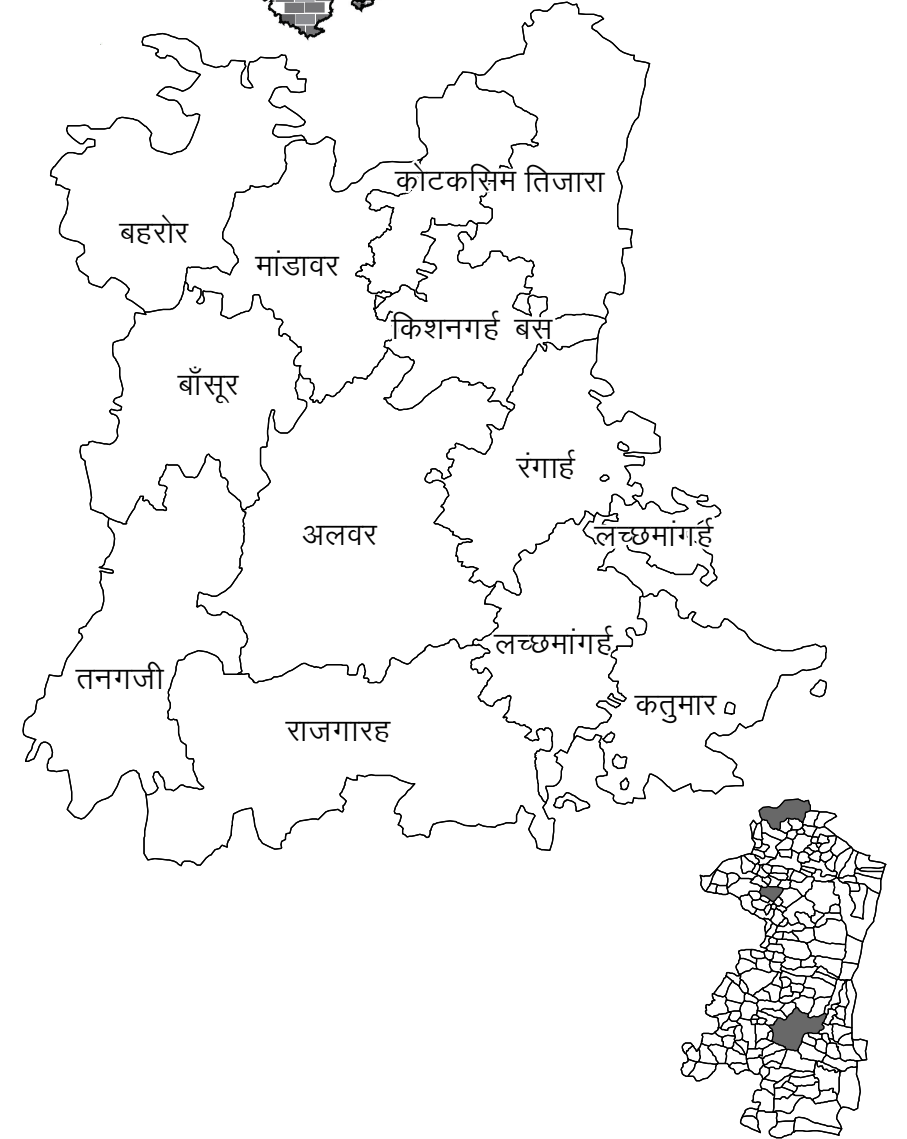 कोटकसिम तिजारा
बहरोर
मांडावर
किशनगर्ह बस
बाँसूर
रंगार्ह
अलवर
लच्छमांगर्ह
लच्छमांगर्ह
तनगजी
कतुमार
राजगारह